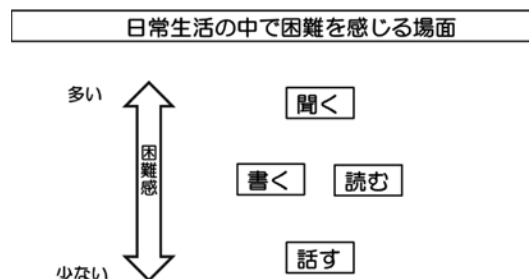 日常生活の中で困難を感じる場面
多い
聞く
困難感
書く 読む
話す
少ない